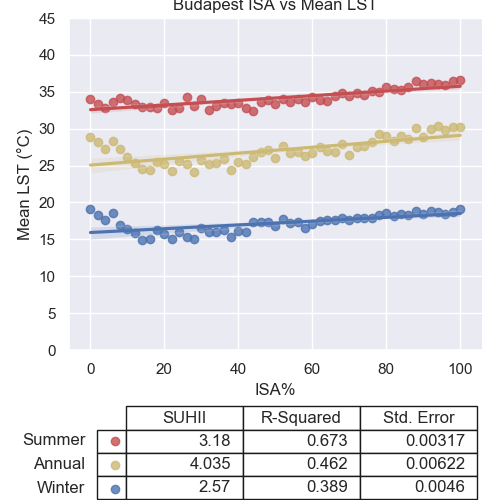 Budapest ISA vs Mean LST
45
40
35
30
25
20
15
10
5
0
Mean LST (°C)
0 20 40 60 80 100
ISA%
SUHII R-Squared Std. Error
Summer 3.18 0.673 0.00317
Annual 4.035 0.462 0.00622
Winter 2.57 0.389 0.0046